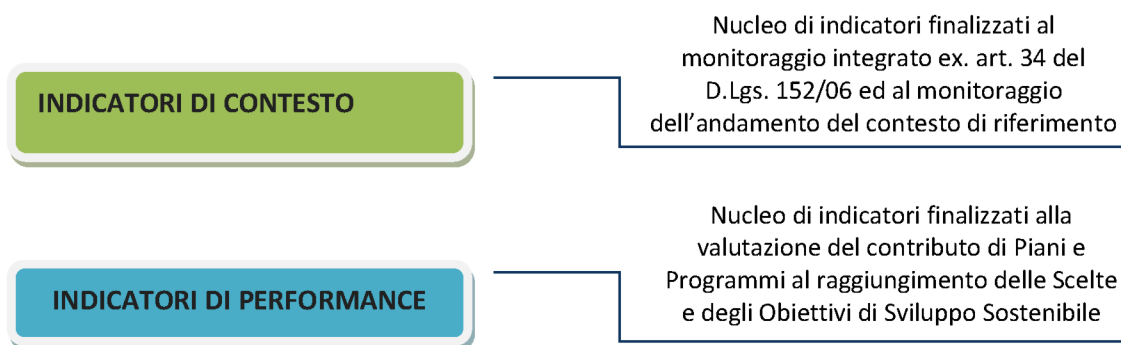 INDICATORI DI CONTESTO
Nucleo di indicatori finalizzati al
monitoraggio integrato ex. art. 34 del
D.Lgs. 152/06 ed al monitoraggio
dell’andamento del contesto di riferimento
INDICATORI DI PERFORMANCE
Nucleo di indicatori finalizzati alla
valutazione del contributo di Piani e
Programmi al raggiungimento delle Scelte
e degli Obiettivi di Sviluppo Sostenibile